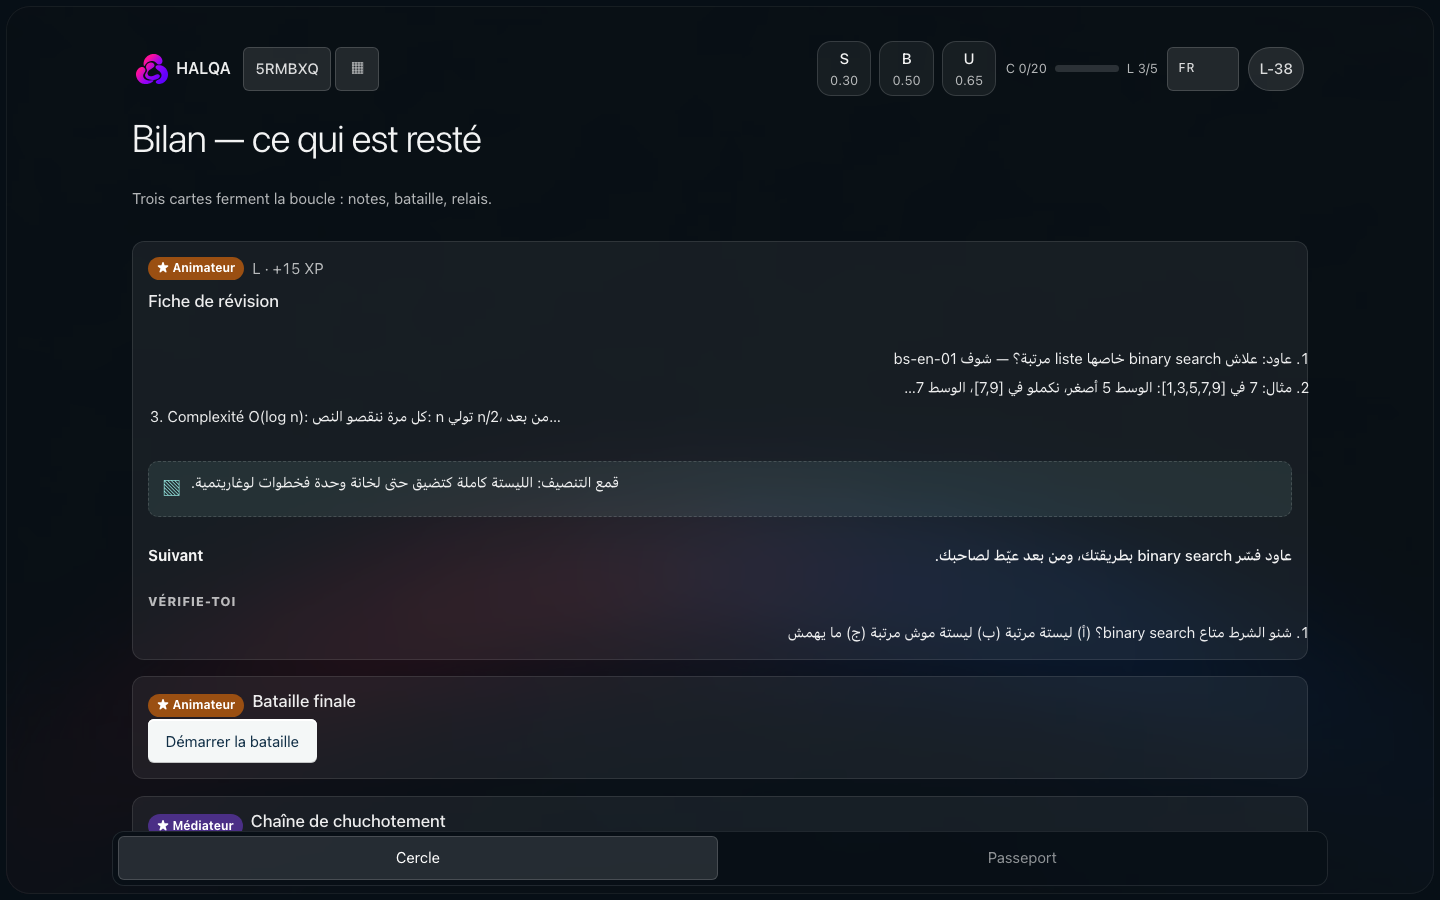 HALQA
5RMBXQ
S
0.30
B
0.50
U
0.65
C 0/20
L 3/5
FR
L-38
Bilan — ce qui est resté
Trois cartes ferment la boucle : notes, bataille, relais.
★ Animateur L · +15 XP
Fiche de révision
1. عاود: علاش binary search خاصها liste مرتبة؟ — شوف bs-en-01
2. مثال: 7 في [1,3,5,7,9]: الوسط 5 أصغر، نكملو في [7,9]، الوسط 7...
3. Complexité O(log n): كل مرة ننقصو النص: n تولي n/2، من بعد...
قمع التنصيف: الليستة كاملة كتضيق حتى لخانة وحدة فخطوات لوغاريتمية.
Suivant
عاود فسّر binary search بطريقتك، ومن بعد عيّط لصاحبك.
VÉRIFIE-TOI
1. شنو الشرط متاع binary search؟ (أ) ليستة مرتبة (ب) ليستة موش مرتبة (ج) ما يهمش
★ Animateur Bataille finale
Démarrer la bataille
★ Médiateur Chaîne de chuchotement
Cercle
Passeport